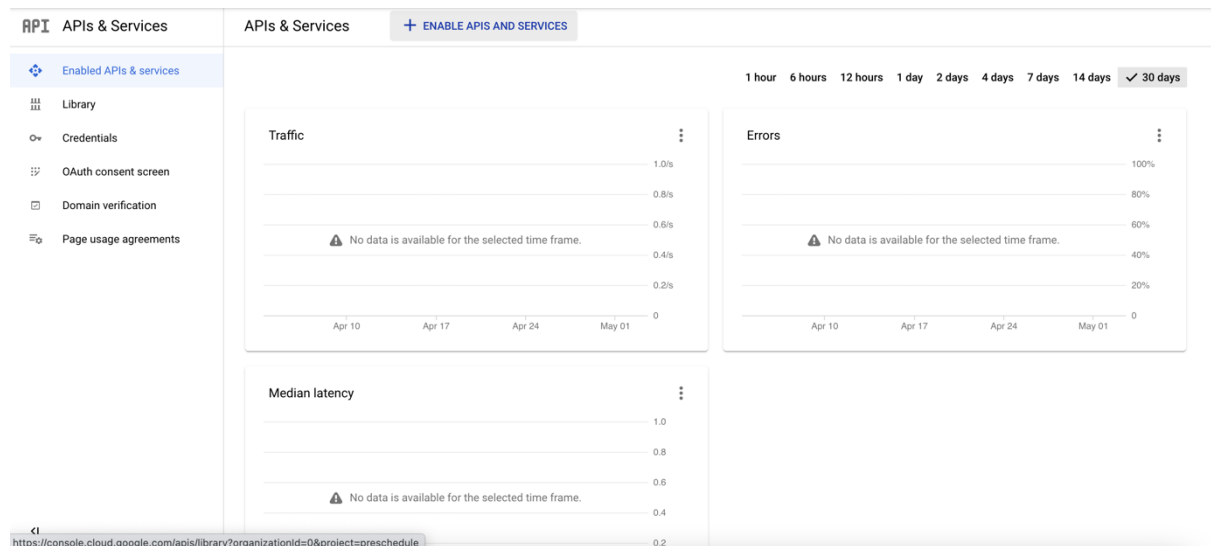 API APIs & Services
APIs & Services
+ ENABLE APIS AND SERVICES
Enabled APIs & services
Library
Credentials
OAuth consent screen
Domain verification
Page usage agreements
1 hour 6 hours 12 hours 1 day 2 days 4 days 7 days 14 days 30 days
Traffic
1.0/s
0.8/s
0.6/s
No data is available for the selected time frame.
0.4/s
0.2/s
0
Apr 10 Apr 17 Apr 24 May 01
Errors
100%
80%
60%
No data is available for the selected time frame.
40%
20%
0
Apr 10 Apr 17 Apr 24 May 01
Median latency
1.0
0.8
0.6
No data is available for the selected time frame.
0.4
0.2
https://console.cloud.google.com/apis/library?organizationId=0&project=preschedule